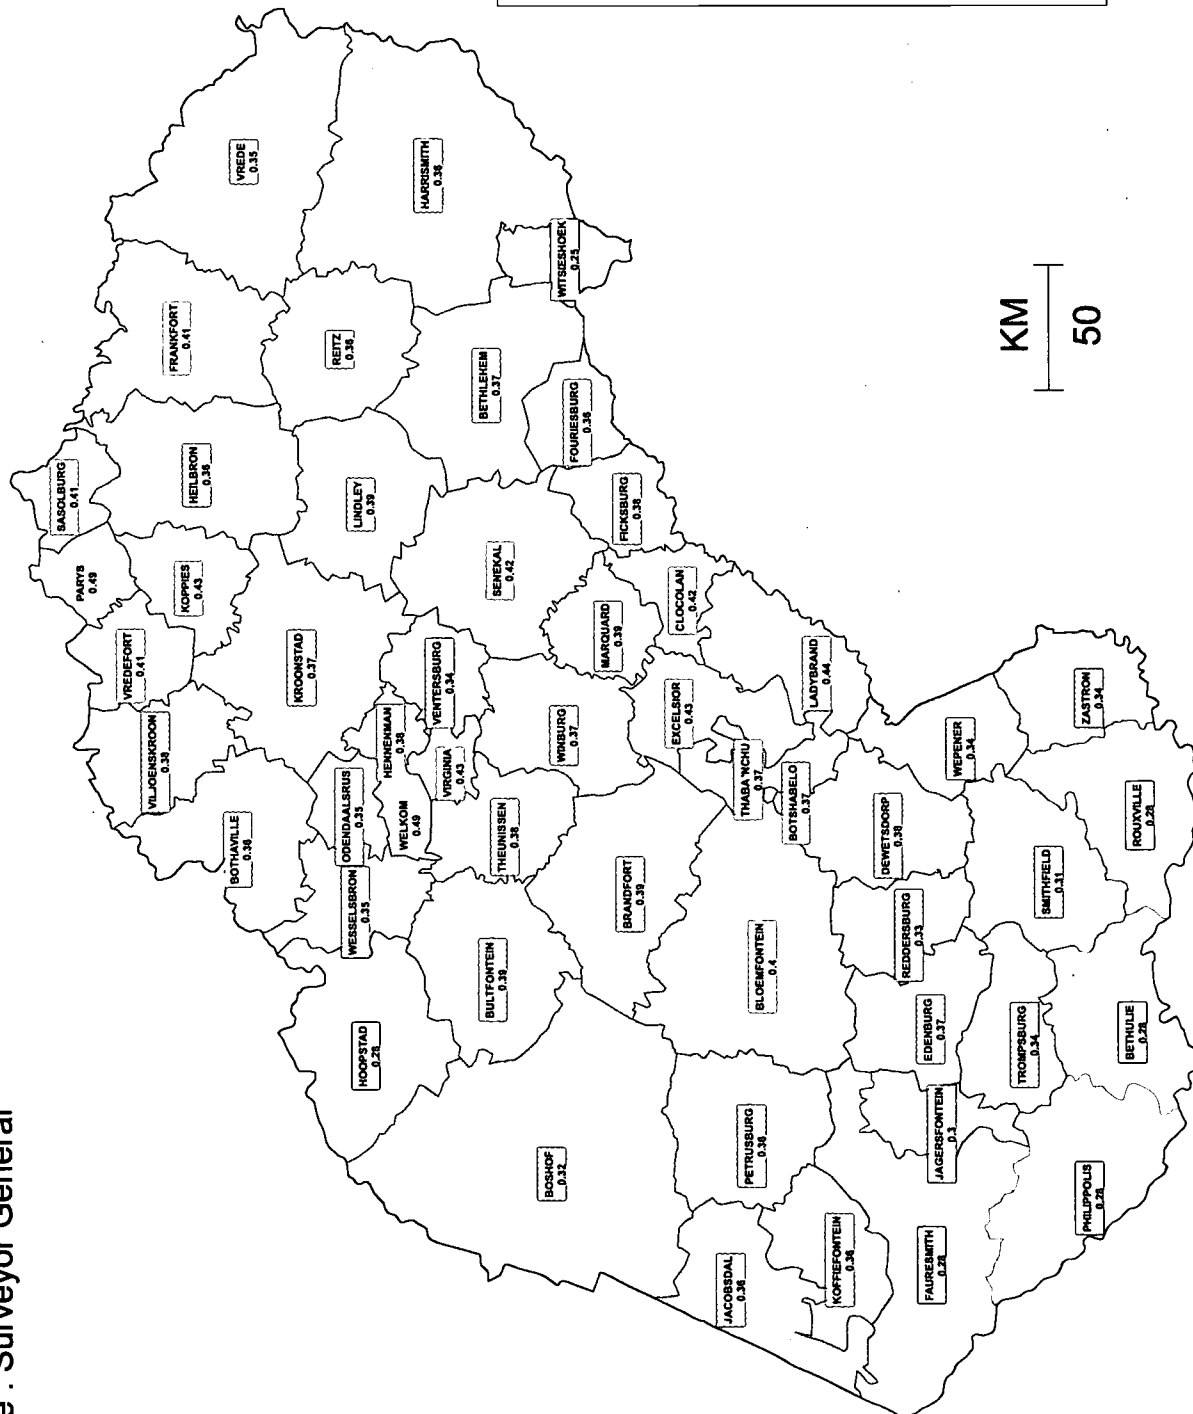 e : Surveyor General
SASOLBURG
0.41
PARYS
0.49
VREDEFORT
0.41
VILJOENSKROON
0.38
FRANKFORT
0.41
KOPPIES
0.43
HEILBRON
0.36
VREDE
0.35
BOTHAVILLE
0.36
KROONSTAD
0.37
REITZ
0.36
LINDLEY
0.39
ODENDAALSRUS
0.35
WESSELSBRON
0.35
HOOPSTAD
0.28
HENNENMAN
0.38
WELKOM
0.49
HARRISMITH
0.36
VENTERSBURG
0.34
VIRGINIA
0.43
BETHLEHEM
0.37
SENEKAL
0.42
THEUNISSEN
0.38
BULTFONTEIN
0.39
WITSIESHOEK
0.25
WINBURG
0.37
BOSHOF
0.32
FOURIESBURG
0.36
MARQUARD
0.39
FICKSBURG
0.38
BRANDFORT
0.39
CLOCOLAN
0.42
EXCELSIOR
0.43
THABA 'NCHU
0.37
BLOEMFONTEIN
0.4
PETRUSBURG
0.36
JACOBSDAL
0.36
BOTSHABELO
0.37
LADYBRAND
0.44
KOFFIEFONTEIN
0.36
DEWETSDORP
0.38
REDDERSBURG
0.33
EDENBURG
0.37
JAGERSFONTEIN
0.3
FAURESMITH
0.28
WEPENER
0.34
SMITHFIELD
0.31
TROMPSBURG
0.34
ZASTRON
0.34
PHILIPPOLIS
0.28
ROUXVILLE
0.28
BETHULIE
0.28
KM
50